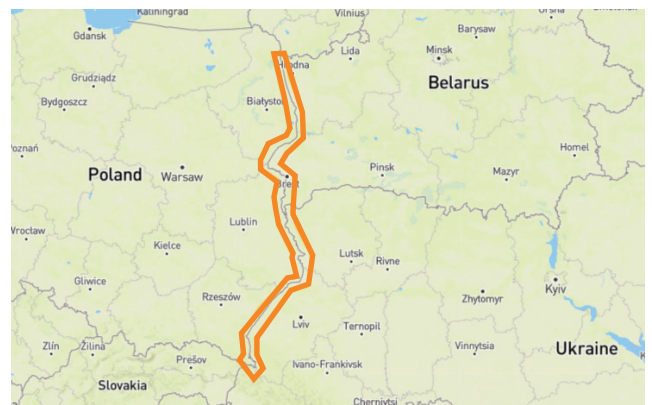 Kaliningrad
Vilnius
Gdansk
Barysaw
Lida
Minsk
Hrodna
Grudziądz
Belarus
Bydgoszcz
Białystok
Poznań
Homel
Pinsk
Poland
Warsaw
Mazyr
Brest
Lublin
Wrocław
Kielce
Lutsk
Rivne
Gliwice
Kyiv
Rzeszów
Zhytomyr
Lviv
Ternopil
Zlín
Žilina
Vinnytsia
Ukraine
Prešov
Ivano-Frankivsk
Slovakia
Chernivtsi